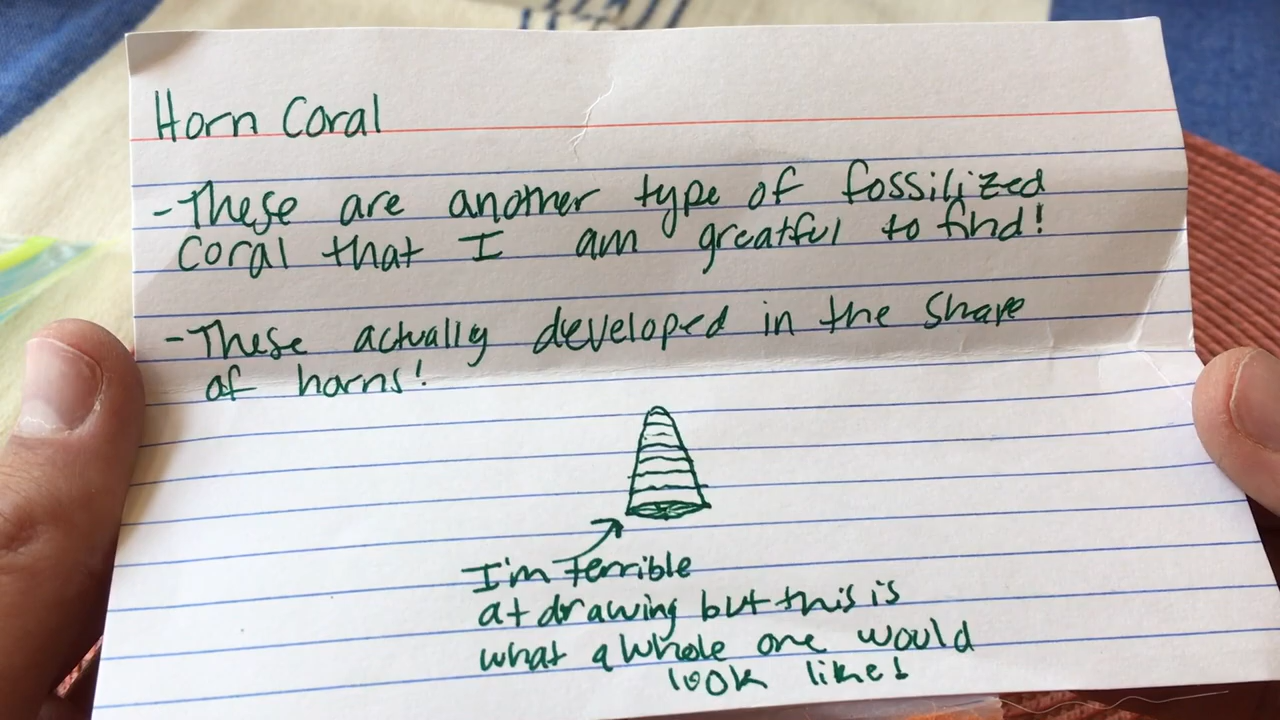 Horn Coral
-These are another type of fossilized
coral that I am greatful to find!
-These actually developed in the shape
of horns!
I'm terrible
at drawing but this is
what a whole one would
look like!